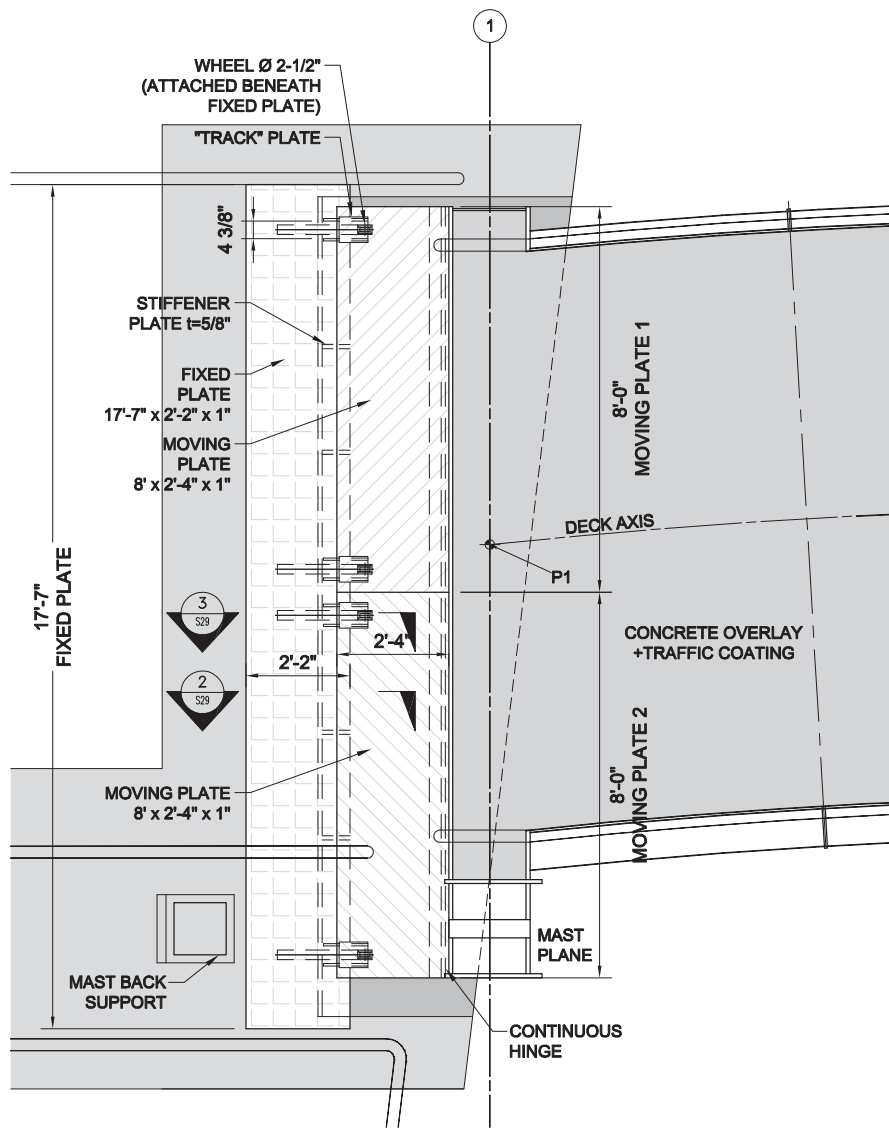 1
WHEEL Ø 2-1/2"
(ATTACHED BENEATH
FIXED PLATE)
"TRACK" PLATE
4 3/8"
STIFFENER
PLATE t=5/8"
FIXED
PLATE
17'-7" x 2'-2" x 1"
MOVING
PLATE
8' x 2'-4" x 1"
8'-0"
MOVING PLATE 1
DECK AXIS
P1
17'-7"
FIXED PLATE
3
S29
2'-4"
2'-2"
CONCRETE OVERLAY
+TRAFFIC COATING
2
S29
8'-0"
MOVING PLATE 2
MOVING PLATE
8' x 2'-4" x 1"
MAST
PLANE
MAST BACK
SUPPORT
CONTINUOUS
HINGE